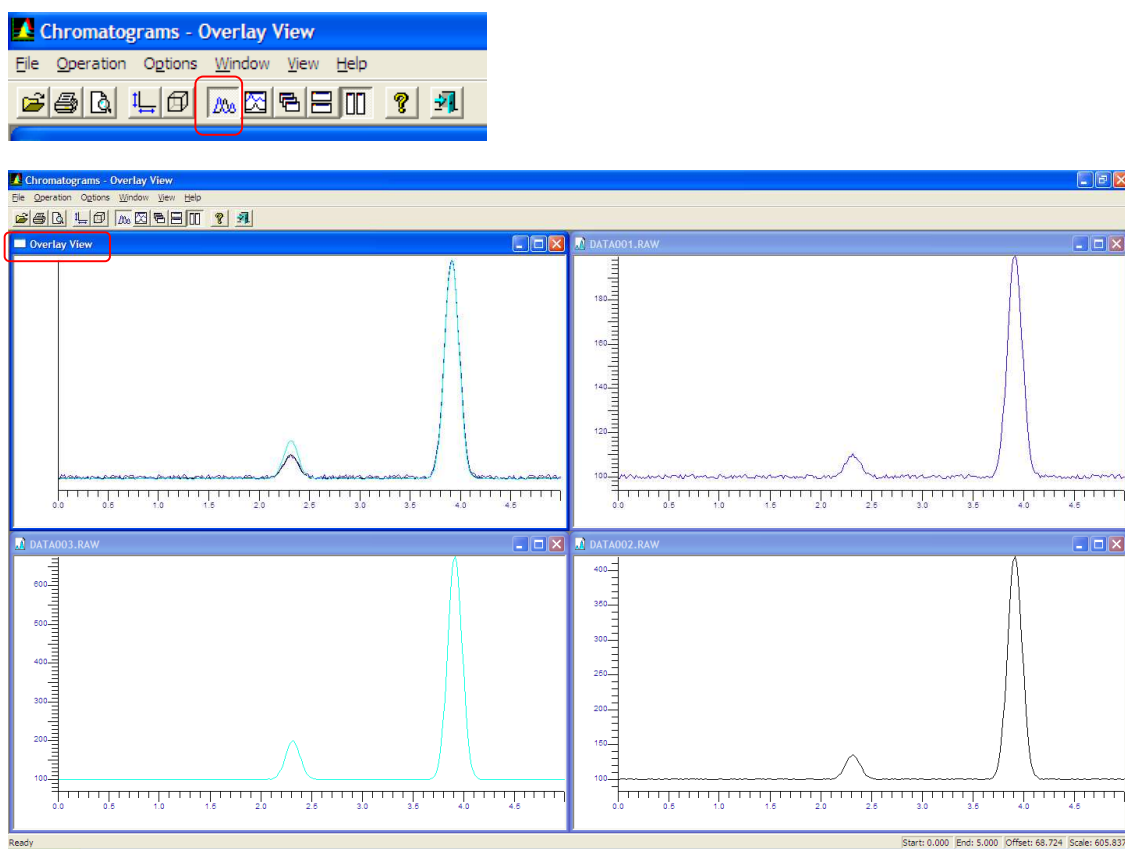 Chromatograms - Overlay View
File Operation Options Window View Help
Chromatograms - Overlay View
File Operation Options Window View Help
Overlay View
0.0 0.5 1.0 1.5 2.0 2.5 3.0 3.5 4.0 4.5
DATA001.RAW
180
160
140
120
100
0.0 0.5 1.0 1.5 2.0 2.5 3.0 3.5 4.0 4.5
DATA003.RAW
600
500
400
300
200
100
0.0 0.5 1.0 1.5 2.0 2.5 3.0 3.5 4.0 4.5
DATA002.RAW
400
350
300
250
200
150
100
0.0 0.5 1.0 1.5 2.0 2.5 3.0 3.5 4.0 4.5
Ready
Start: 0.000 End: 5.000 Offset: 68.724 Scale: 605.837